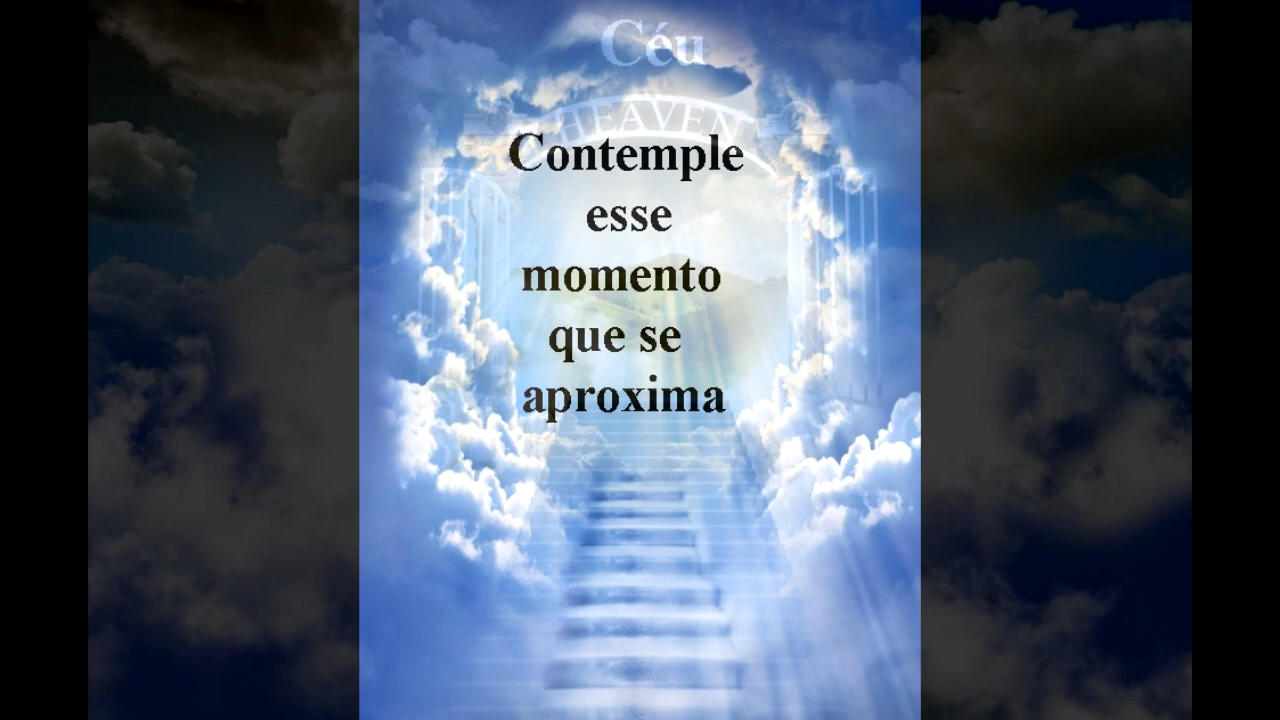 Céu
HEAVEN
Contemple
esse
momento
que se
aproxima